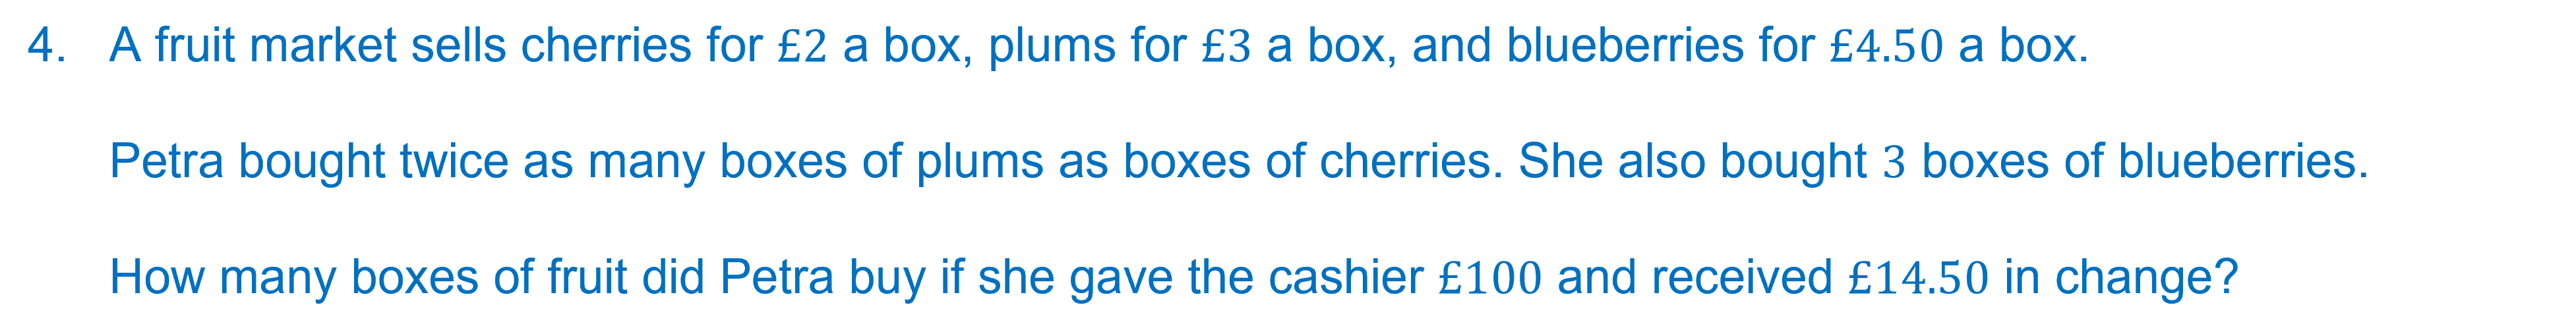 4. A fruit market sells cherries for £2 a box, plums for £3 a box, and blueberries for £4.50 a box.
Petra bought twice as many boxes of plums as boxes of cherries. She also bought 3 boxes of blueberries.
How many boxes of fruit did Petra buy if she gave the cashier £100 and received £14.50 in change?